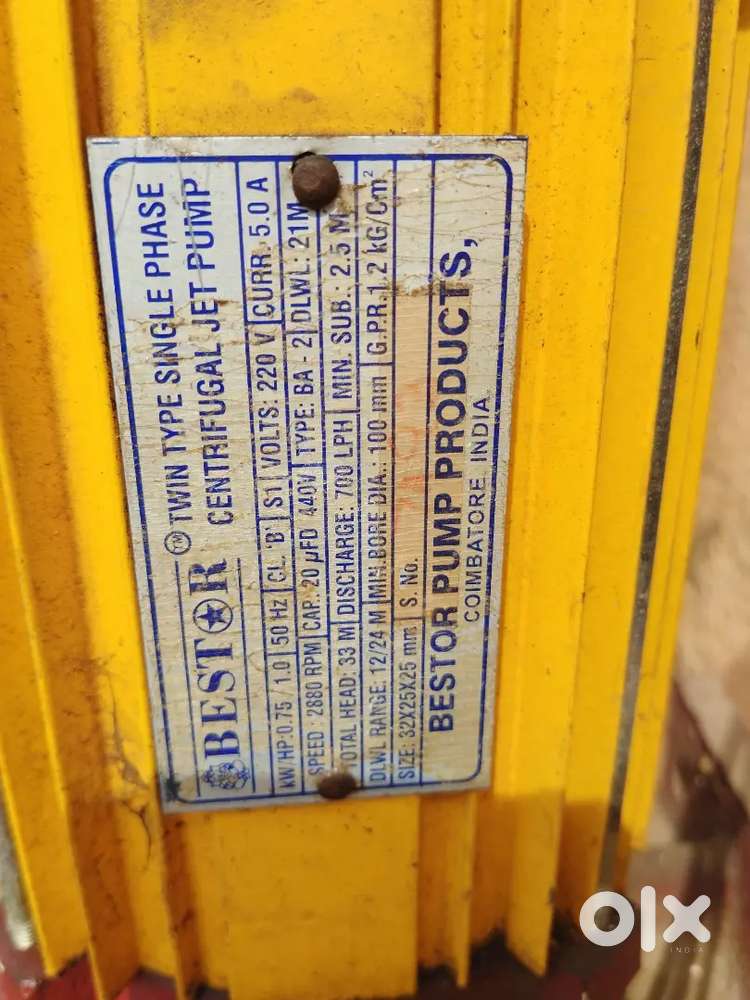 BESTOR ™ TWIN TYPE SINGLE PHASE
CENTRIFUGAL JET PUMP
KW/HP:0.75 / 1.0 50 Hz CL. 'B' S1 VOLTS: 220 V CURR. 5.0 A
SPEED : 2880 RPM CAP.: 20 µFD 440V TYPE: BA - 2 DLWL: 21M
TOTAL HEAD: 33 M DISCHARGE: 700 LPH MIN. SUB.: 2.5 M
DLWL RANGE: 12/24 M MIN.BORE DIA.: 100 mm G.PR. 1.2 kG/Cm²
SIZE: 32X25X25 mm S. No.
BESTOR PUMP PRODUCTS,
COIMBATORE, INDIA
OLX
INDIA